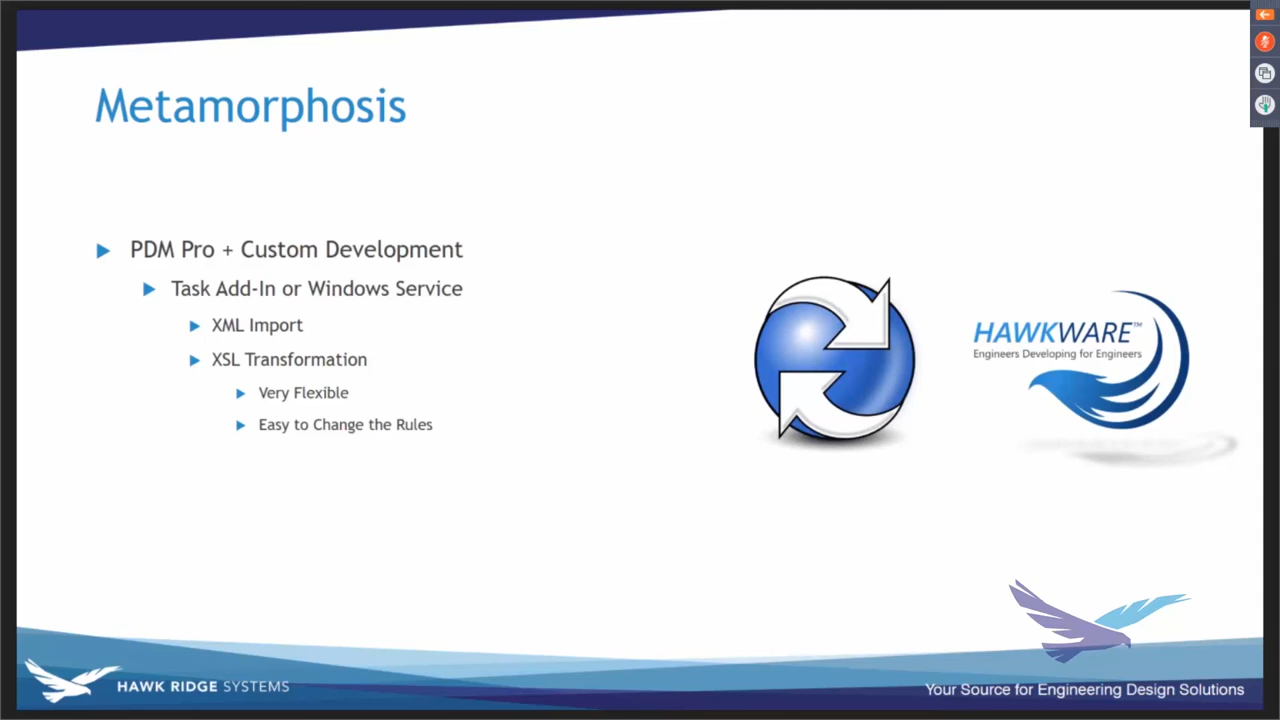 Metamorphosis
PDM Pro + Custom Development
Task Add-In or Windows Service
XML Import
XSL Transformation
Very Flexible
Easy to Change the Rules
HAWKWARE™
Engineers Developing for Engineers
HAWK RIDGE SYSTEMS
Your Source for Engineering Design Solutions